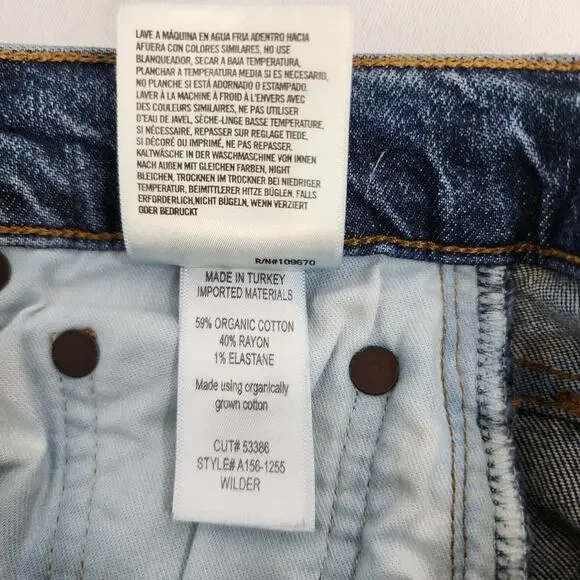 LAVE A MÁQUINA EN AGUA FRIA ADENTRO HACIA
AFUERA CON COLORES SIMILARES, NO USE
BLANQUEADOR, SECAR A BAJA TEMPERATURA,
PLANCHAR A TEMPERATURA MEDIA SI ES NECESARIO,
NO PLANCHE SI ESTÁ ADORNADO O ESTAMPADO.
LAVER À LA MACHINE À FROID À L'ENVERS AVEC
DES COULEURS SIMILAIRES, NE PAS UTILISER
D'EAU DE JAVEL, SÈCHE-LINGE BASSE TEMPERATURE,
SI NÉCESSAIRE, REPASSER SUR REGLAGE TIEDE,
SI DÉCORÉ OU IMPRIMÉ, NE PAS REPASSER.
KALTWÄSCHE IN DER WASCHMASCHINE VON INNEN
NACH AUßEN MIT GLEICHEN FARBEN, NIGHT
BLEICHEN, TROCKNEN IM TROCKNER BEI NIEDRIGER
TEMPERATUR, BEIMITTLERER HITZE BÜGLEN, FALLS
ERFORDERLICH,NICHT BÜGELN, WENN VERZIERT
ODER BEDRUCKT
R/N#109670
MADE IN TURKEY
IMPORTED MATERIALS
59% ORGANIC COTTON
40% RAYON
1% ELASTANE
Made using organically
grown cotton
CUT# 53386
STYLE# A156-1255
WILDER